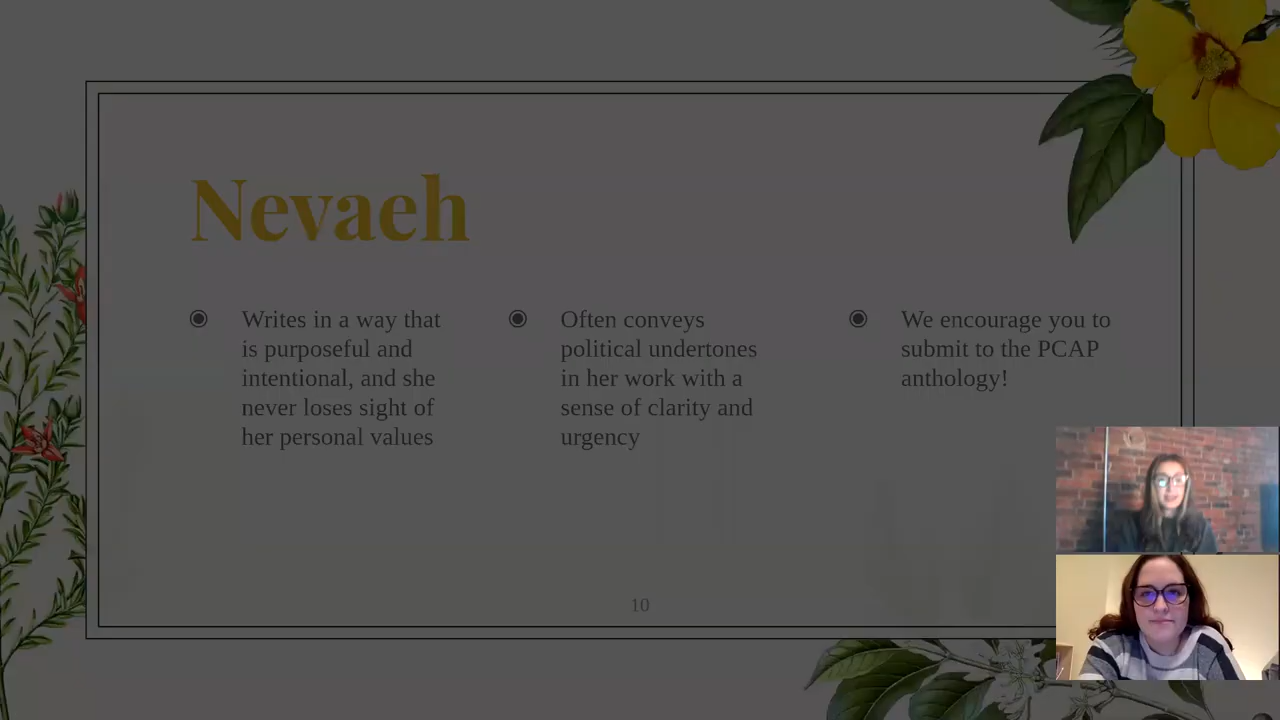 Nevaeh
Writes in a way that
is purposeful and
intentional, and she
never loses sight of
her personal values
Often conveys
political undertones
in her work with a
sense of clarity and
urgency
We encourage you to
submit to the PCAP
anthology!
10